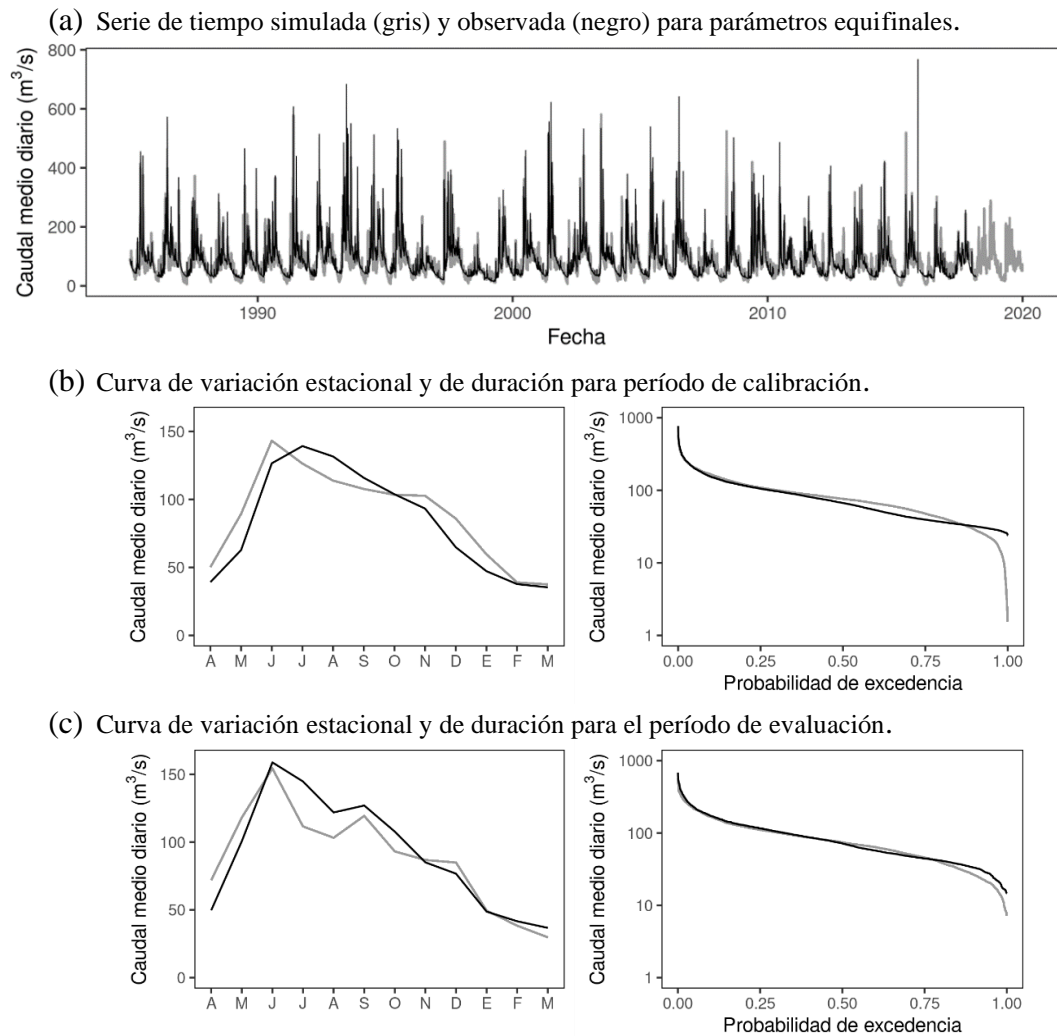 (a) Serie de tiempo simulada (gris) y observada (negro) para parámetros equifinales.
Caudal medio diario (m³/s)
800
600
400
200
0
1990 2000 2010 2020
Fecha
(b) Curva de variación estacional y de duración para período de calibración.
Caudal medio diario (m³/s)
150
100
50
0
A M J J A S O N D E F M
Caudal medio diario (m³/s)
1000
100
10
1
0.00 0.25 0.50 0.75 1.00
Probabilidad de excedencia
(c) Curva de variación estacional y de duración para el período de evaluación.
Caudal medio diario (m³/s)
150
100
50
0
A M J J A S O N D E F M
Caudal medio diario (m³/s)
1000
100
10
1
0.00 0.25 0.50 0.75 1.00
Probabilidad de excedencia